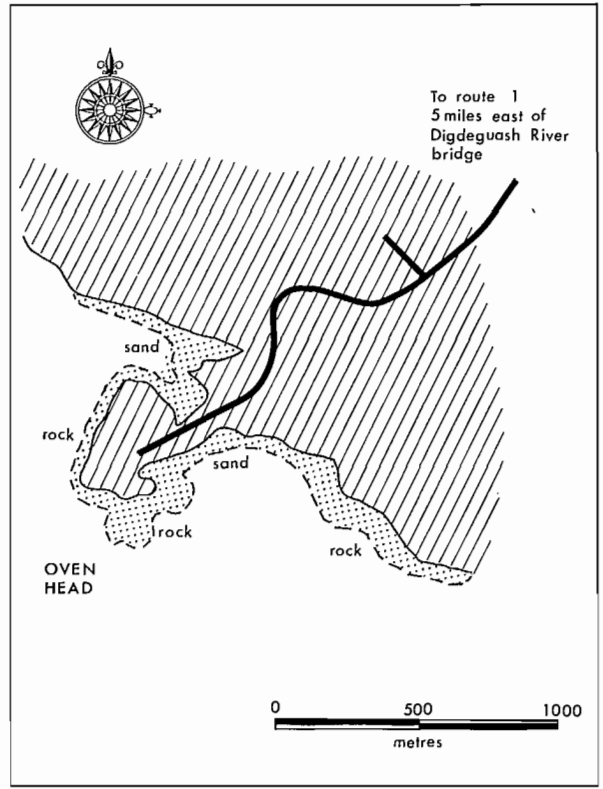 To route 1
5 miles east of
Digdeguash River
bridge
sand
rock
sand
rock
rock
OVEN
HEAD
0 500 1000
metres